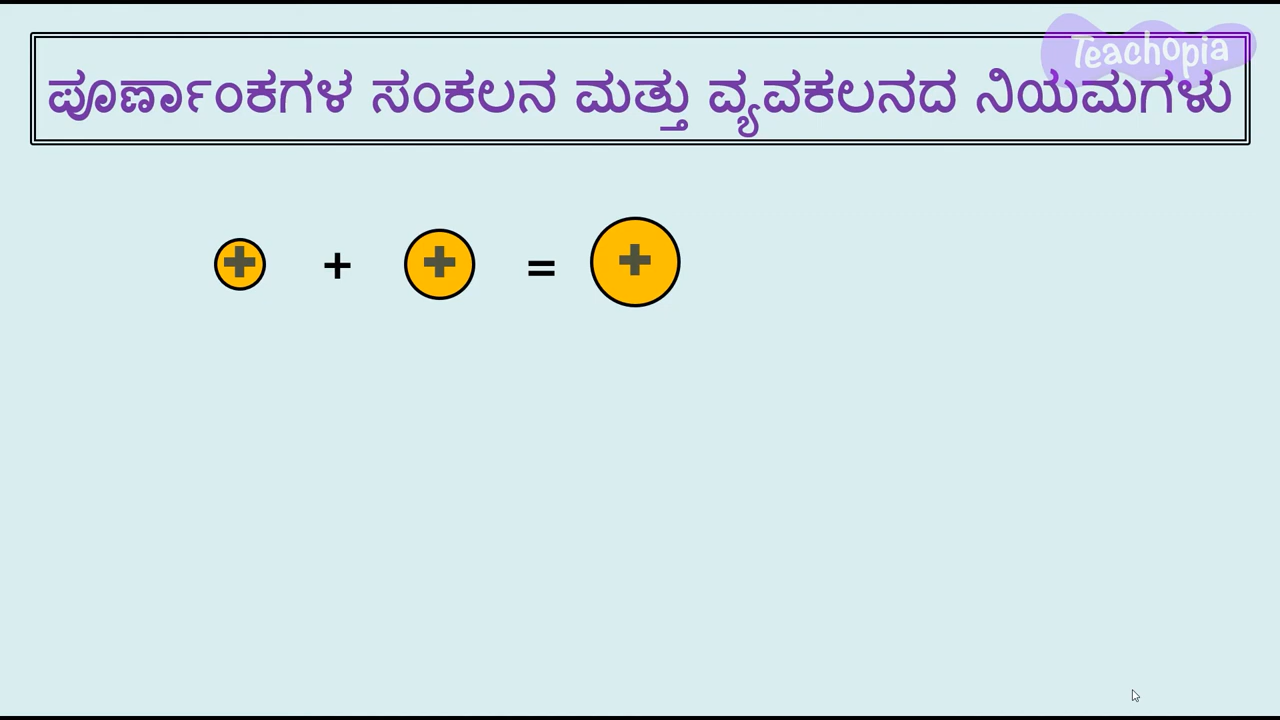 Teachopia
ಪೂರ್ಣಾಂಕಗಳ ಸಂಕಲನ ಮತ್ತು ವ್ಯವಕಲನದ ನಿಯಮಗಳು
+ + + = +